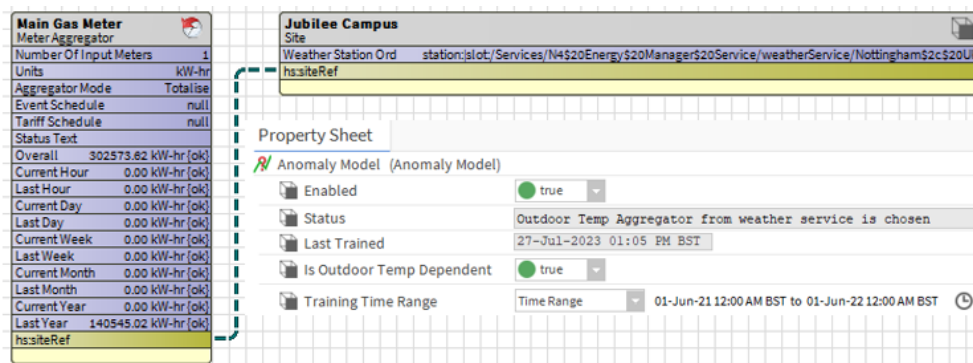 Main Gas Meter
Meter Aggregator
Number Of Input Meters 1
Units kW-hr
Aggregator Mode Totalise
Event Schedule null
Tariff Schedule null
Status Text
Overall 302573.62 kW-hr {ok}
Current Hour 0.00 kW-hr {ok}
Last Hour 0.00 kW-hr {ok}
Current Day 0.00 kW-hr {ok}
Last Day 0.00 kW-hr {ok}
Current Week 0.00 kW-hr {ok}
Last Week 0.00 kW-hr {ok}
Current Month 0.00 kW-hr {ok}
Last Month 0.00 kW-hr {ok}
Current Year 0.00 kW-hr {ok}
Last Year 140545.02 kW-hr {ok}
hs:siteRef
Jubilee Campus
Site
Weather Station Ord station:|slot:/Services/N4$20Energy$20Manager$20Service/weatherService/Nottingham$2c$20U
hs:siteRef
Property Sheet
Anomaly Model (Anomaly Model)
Enabled true
Status Outdoor Temp Aggregator from weather service is chosen
Last Trained 27-Jul-2023 01:05 PM BST
Is Outdoor Temp Dependent true
Training Time Range Time Range 01-Jun-21 12:00 AM BST to 01-Jun-22 12:00 AM BST